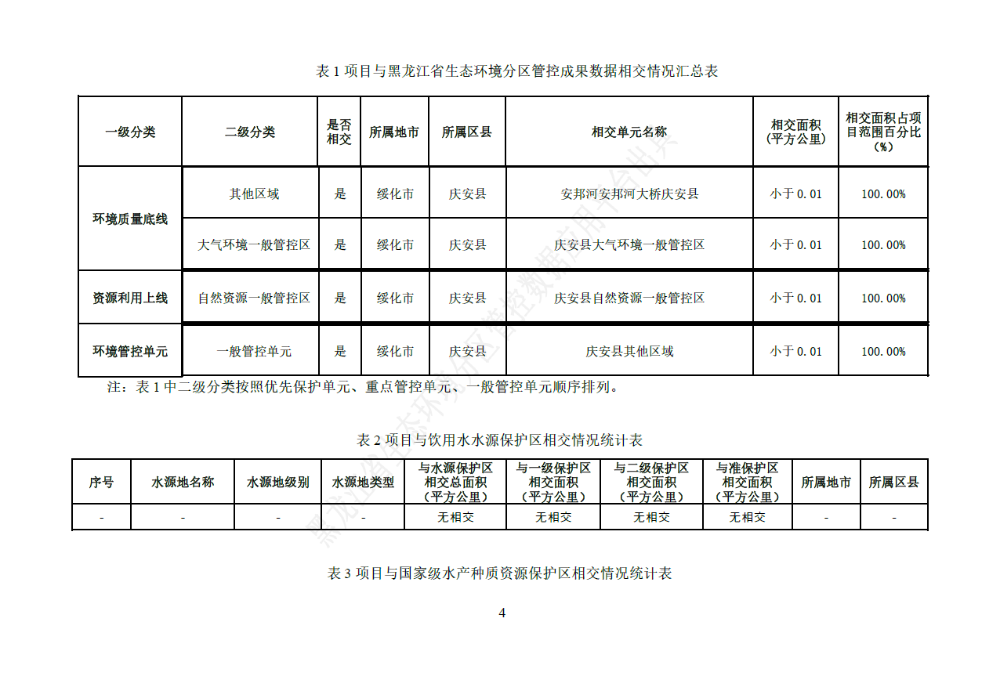 表 1 项目与黑龙江省生态环境分区管控成果数据相交情况汇总表
一级分类 二级分类 是否相交 所属地市 所属区县 相交单元名称 相交面积(平方公里) 相交面积占项目范围百分比（%）
环境质量底线 其他区域 是 绥化市 庆安县 安邦河安邦河大桥庆安县 小于 0.01 100.00%
大气环境一般管控区 是 绥化市 庆安县 庆安县大气环境一般管控区 小于 0.01 100.00%
资源利用上线 自然资源一般管控区 是 绥化市 庆安县 庆安县自然资源一般管控区 小于 0.01 100.00%
环境管控单元 一般管控单元 是 绥化市 庆安县 庆安县其他区域 小于 0.01 100.00%
注：表 1 中二级分类按照优先保护单元、重点管控单元、一般管控单元顺序排列。
表 2 项目与饮用水水源保护区相交情况统计表
序号 水源地名称 水源地级别 水源地类型 与水源保护区相交总面积（平方公里） 与一级保护区相交面积（平方公里） 与二级保护区相交面积（平方公里） 与准保护区相交面积（平方公里） 所属地市 所属区县
- - - - 无相交 无相交 无相交 无相交 - -
表 3 项目与国家级水产种质资源保护区相交情况统计表
4
黑龙江省生态环境分区管控数据应用平台出具